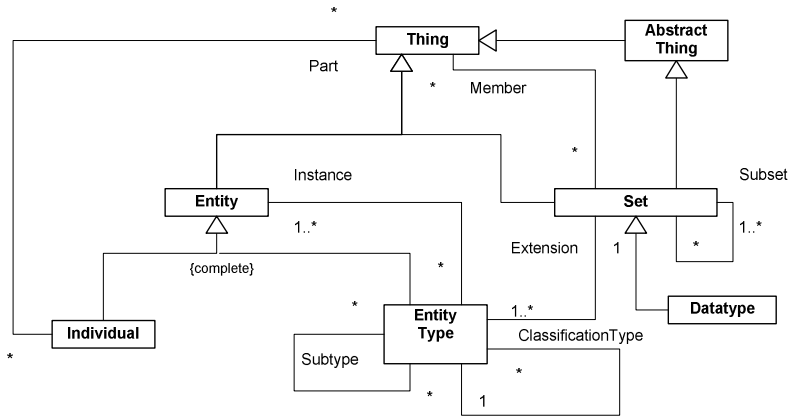 *
Thing
Abstract
Thing
Part
*
Member
*
Instance
Subset
Entity
Set
1..*
Extension
1
*
1..*
{complete}
*
*
1..*
Entity
Type
Datatype
Individual
ClassificationType
*
Subtype
*
*
1